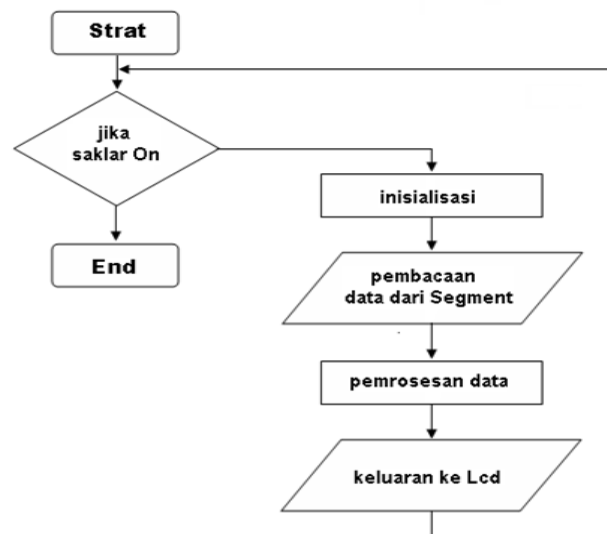 Strat
jika
saklar On
End
inisialisasi
pembacaan
data dari Segment
pemrosesan data
keluaran ke Lcd